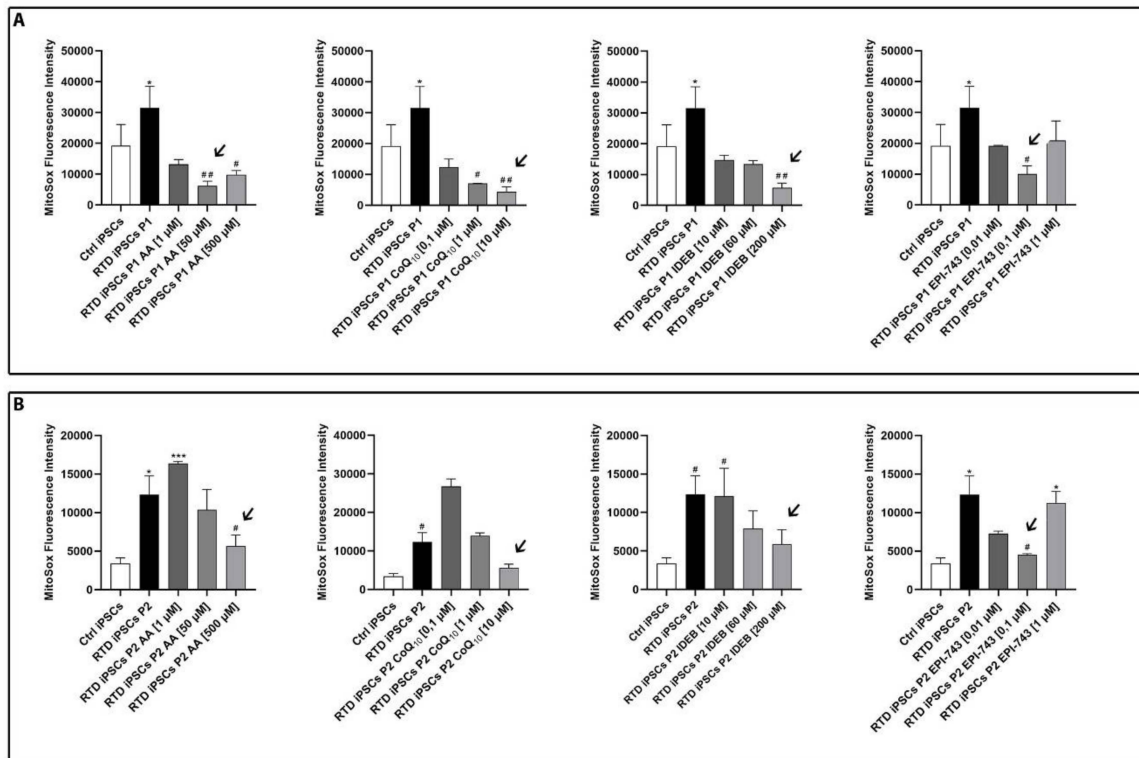 A
MitoSox Fluorescence Intensity
50000
40000
30000
20000
10000
0
*
##
#
Ctrl iPSCs
RTD iPSCs P1
RTD iPSCs P1 AA [1 µM]
RTD iPSCs P1 AA [50 µM]
RTD iPSCs P1 AA [500 µM]
MitoSox Fluorescence Intensity
50000
40000
30000
20000
10000
0
*
#
##
Ctrl iPSCs
RTD iPSCs P1
RTD iPSCs P1 CoQ₁₀ [0,1 µM]
RTD iPSCs P1 CoQ₁₀ [1 µM]
RTD iPSCs P1 CoQ₁₀ [10 µM]
MitoSox Fluorescence Intensity
50000
40000
30000
20000
10000
0
*
##
Ctrl iPSCs
RTD iPSCs P1
RTD iPSCs P1 IDEB [10 µM]
RTD iPSCs P1 IDEB [60 µM]
RTD iPSCs P1 IDEB [200 µM]
MitoSox Fluorescence Intensity
50000
40000
30000
20000
10000
0
*
#
Ctrl iPSCs
RTD iPSCs P1
RTD iPSCs P1 EPI-743 [0,01 µM]
RTD iPSCs P1 EPI-743 [0,1 µM]
RTD iPSCs P1 EPI-743 [1 µM]
B
MitoSox Fluorescence Intensity
20000
15000
10000
5000
0
*
***
#
Ctrl iPSCs
RTD iPSCs P2
RTD iPSCs P2 AA [1 µM]
RTD iPSCs P2 AA [50 µM]
RTD iPSCs P2 AA [500 µM]
MitoSox Fluorescence Intensity
40000
30000
20000
10000
0
#
Ctrl iPSCs
RTD iPSCs P2
RTD iPSCs P2 CoQ₁₀ [0,1 µM]
RTD iPSCs P2 CoQ₁₀ [1 µM]
RTD iPSCs P2 CoQ₁₀ [10 µM]
MitoSox Fluorescence Intensity
20000
15000
10000
5000
0
#
#
Ctrl iPSCs
RTD iPSCs P2
RTD iPSCs P2 IDEB [10 µM]
RTD iPSCs P2 IDEB [60 µM]
RTD iPSCs P2 IDEB [200 µM]
MitoSox Fluorescence Intensity
20000
15000
10000
5000
0
*
#
*
Ctrl iPSCs
RTD iPSCs P2
RTD iPSCs P2 EPI-743 [0,01 µM]
RTD iPSCs P2 EPI-743 [0,1 µM]
RTD iPSCs P2 EPI-743 [1 µM]